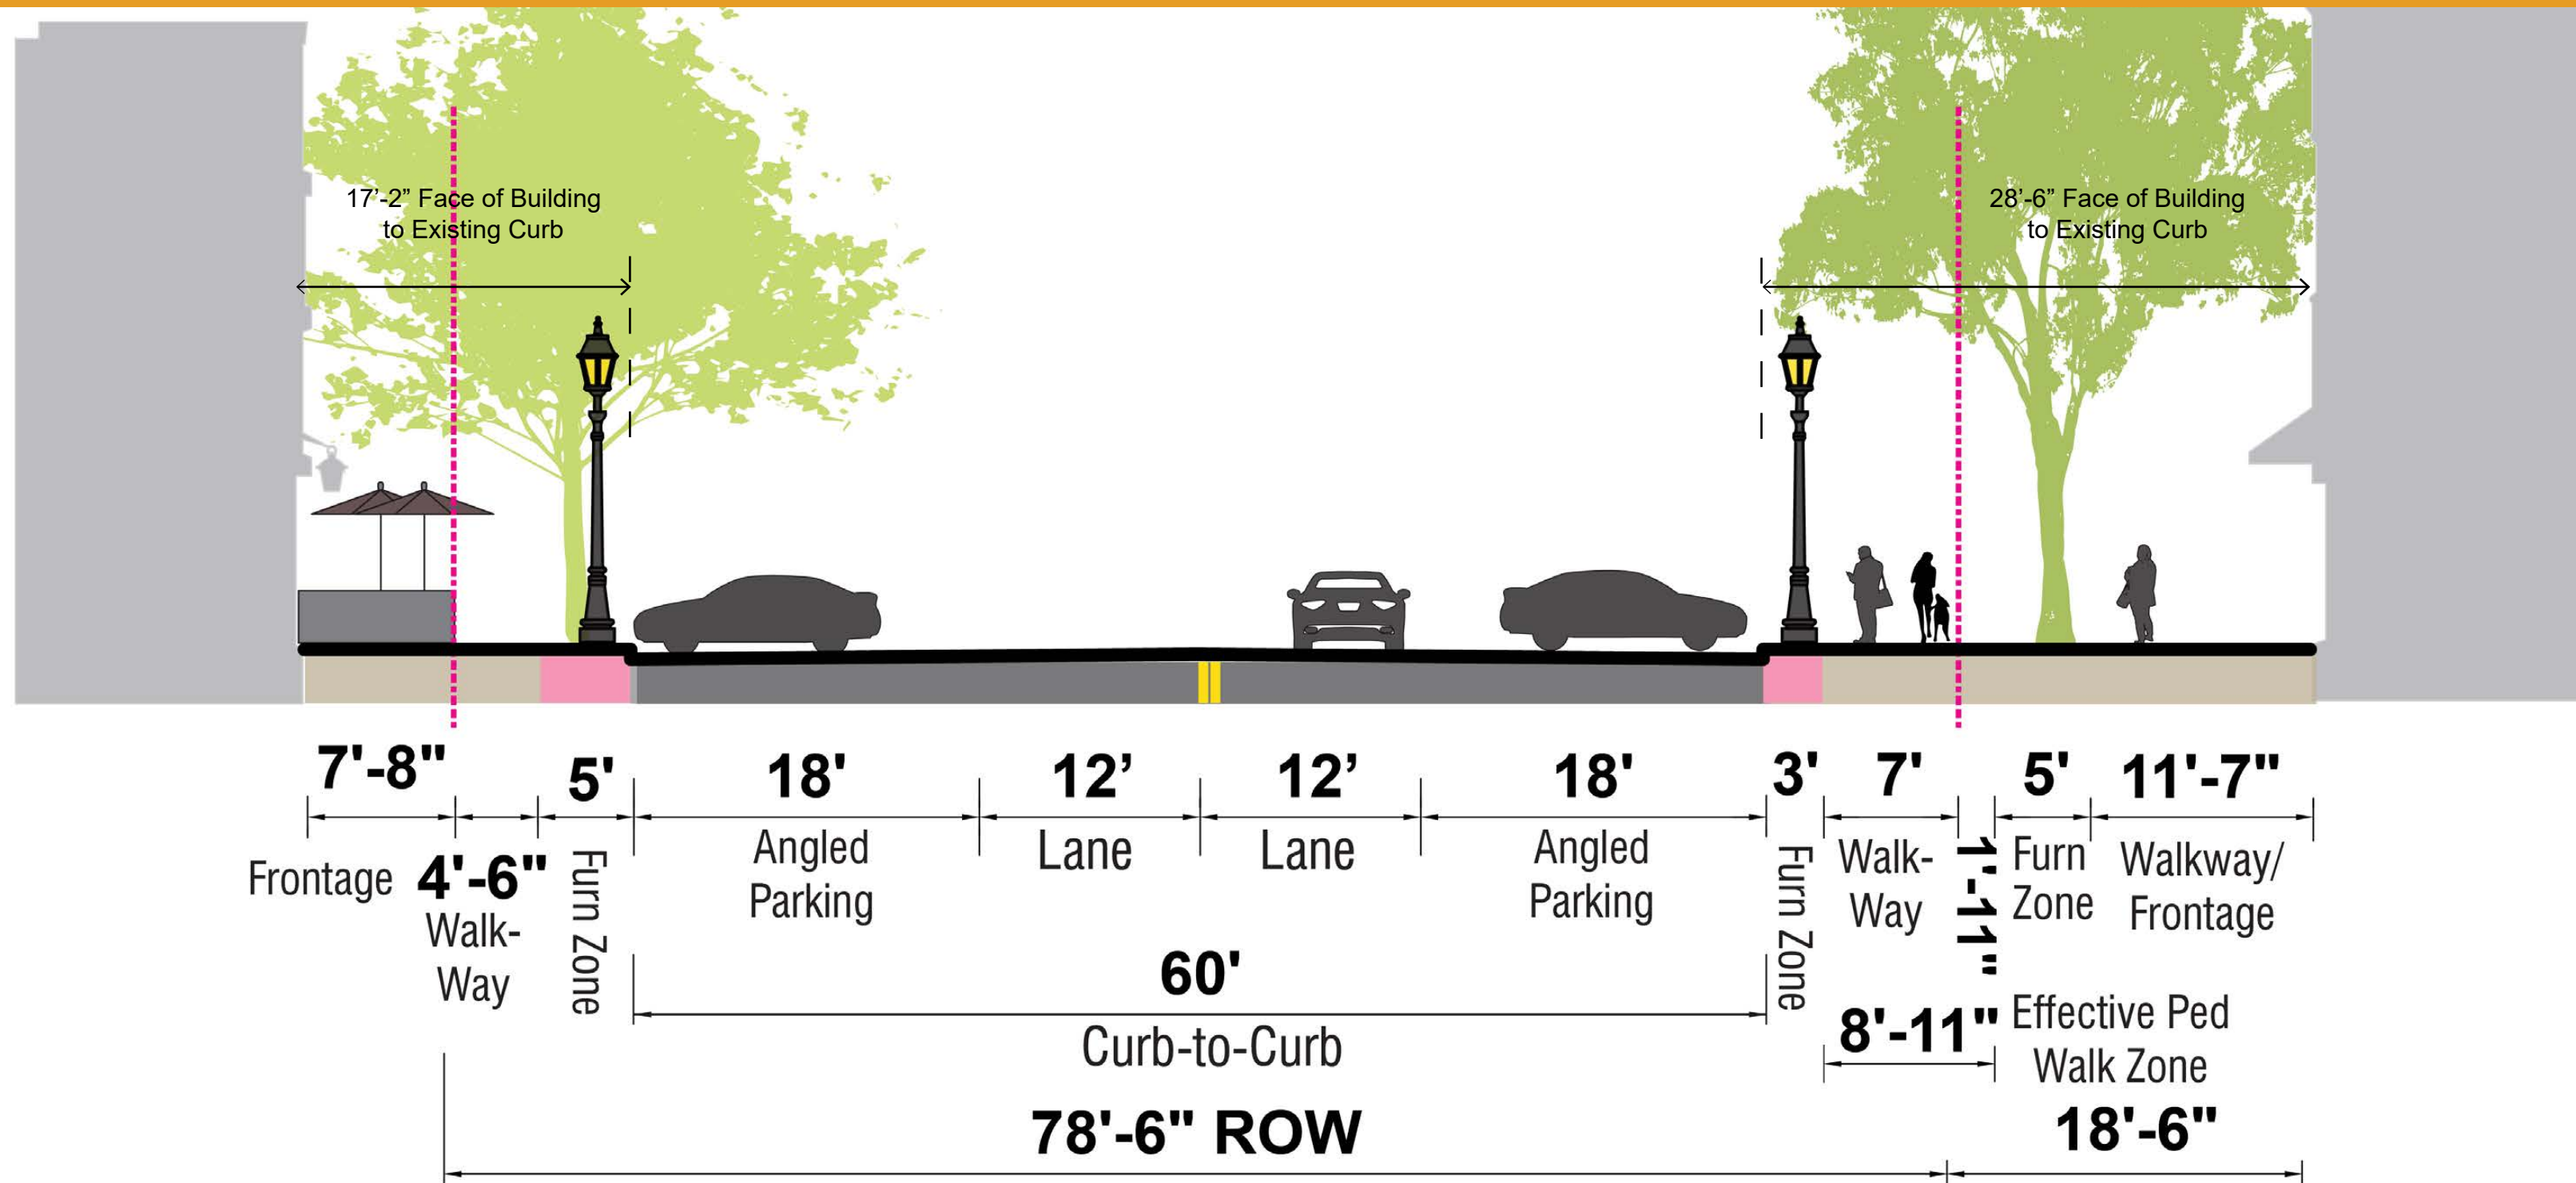 17’-2” Face of Building
to Existing Curb
28’-6” Face of Building
to Existing Curb
7'-8"
5'
18'
12’
12’
18'
3'
7'
5'
11'-7"
Frontage
4'-6"
Walk-
Way
Furn Zone
Angled
Parking
Lane
Lane
Angled
Parking
Furn Zone
Walk-
Way
1'-11"
Furn
Zone
Walkway/
Frontage
60'
Curb-to-Curb
8'-11"
Effective Ped
Walk Zone
78'-6" ROW
18'-6"